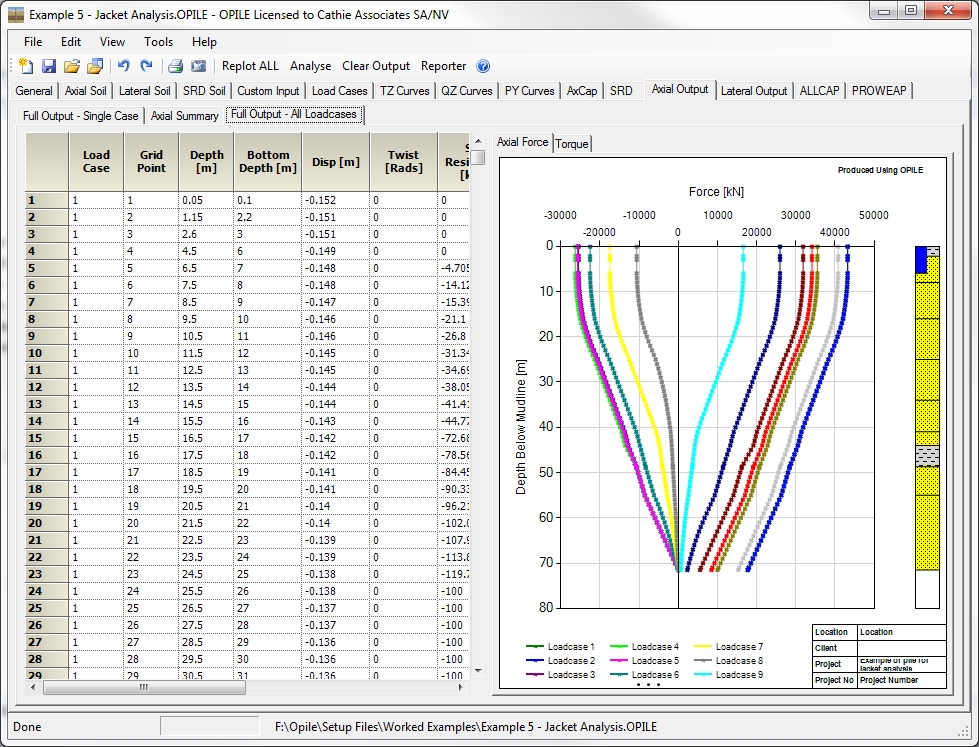 Example 5 - Jacket Analysis.OPILE - OPILE Licensed to Cathie Associates SA/NV
File Edit View Tools Help
Replot ALL Analyse Clear Output Reporter
General Axial Soil Lateral Soil SRD Soil Custom Input Load Cases TZ Curves QZ Curves PY Curves AxCap SRD Axial Output Lateral Output ALLCAP PROWEAP
Full Output - Single Case Axial Summary Full Output - All Loadcases
Load Case Grid Point Depth [m] Bottom Depth [m] Disp [m] Twist [Rads]
1 1 1 0.05 0.1 -0.152 0 0
2 1 2 1.15 2.2 -0.151 0 0
3 1 3 2.6 3 -0.151 0 0
4 1 4 4.5 6 -0.149 0 0
5 1 5 6.5 7 -0.148 0 -4.705
6 1 6 7.5 8 -0.148 0 -14.12
7 1 7 8.5 9 -0.147 0 -15.39
8 1 8 9.5 10 -0.146 0 -21.1
9 1 9 10.5 11 -0.146 0 -26.8
10 1 10 11.5 12 -0.145 0 -31.34
11 1 11 12.5 13 -0.145 0 -34.69
12 1 12 13.5 14 -0.144 0 -38.05
13 1 13 14.5 15 -0.144 0 -41.41
14 1 14 15.5 16 -0.143 0 -44.77
15 1 15 16.5 17 -0.142 0 -72.68
16 1 16 17.5 18 -0.142 0 -78.56
17 1 17 18.5 19 -0.141 0 -84.45
18 1 18 19.5 20 -0.141 0 -90.33
19 1 19 20.5 21 -0.14 0 -96.21
20 1 20 21.5 22 -0.14 0 -102.0
21 1 21 22.5 23 -0.139 0 -107.9
22 1 22 23.5 24 -0.139 0 -113.8
23 1 23 24.5 25 -0.138 0 -119.7
24 1 24 25.5 26 -0.138 0 -100
25 1 25 26.5 27 -0.137 0 -100
26 1 26 27.5 28 -0.137 0 -100
27 1 27 28.5 29 -0.136 0 -100
28 1 28 29.5 30 -0.136 0 -100
29 1 29 30.5 31 -0.136 0 -100
Axial Force Torque
Produced Using OPILE
Force [kN]
-30000 -10000 10000 30000 50000
-20000 0 20000 40000
Depth Below Mudline [m]
0
10
20
30
40
50
60
70
80
Loadcase 1 Loadcase 4 Loadcase 7
Loadcase 2 Loadcase 5 Loadcase 8
Loadcase 3 Loadcase 6 Loadcase 9
Location Location
Client
Project Example of pile for jacket analysis
Project No Project Number
Done F:\Opile\Setup Files\Worked Examples\Example 5 - Jacket Analysis.OPILE